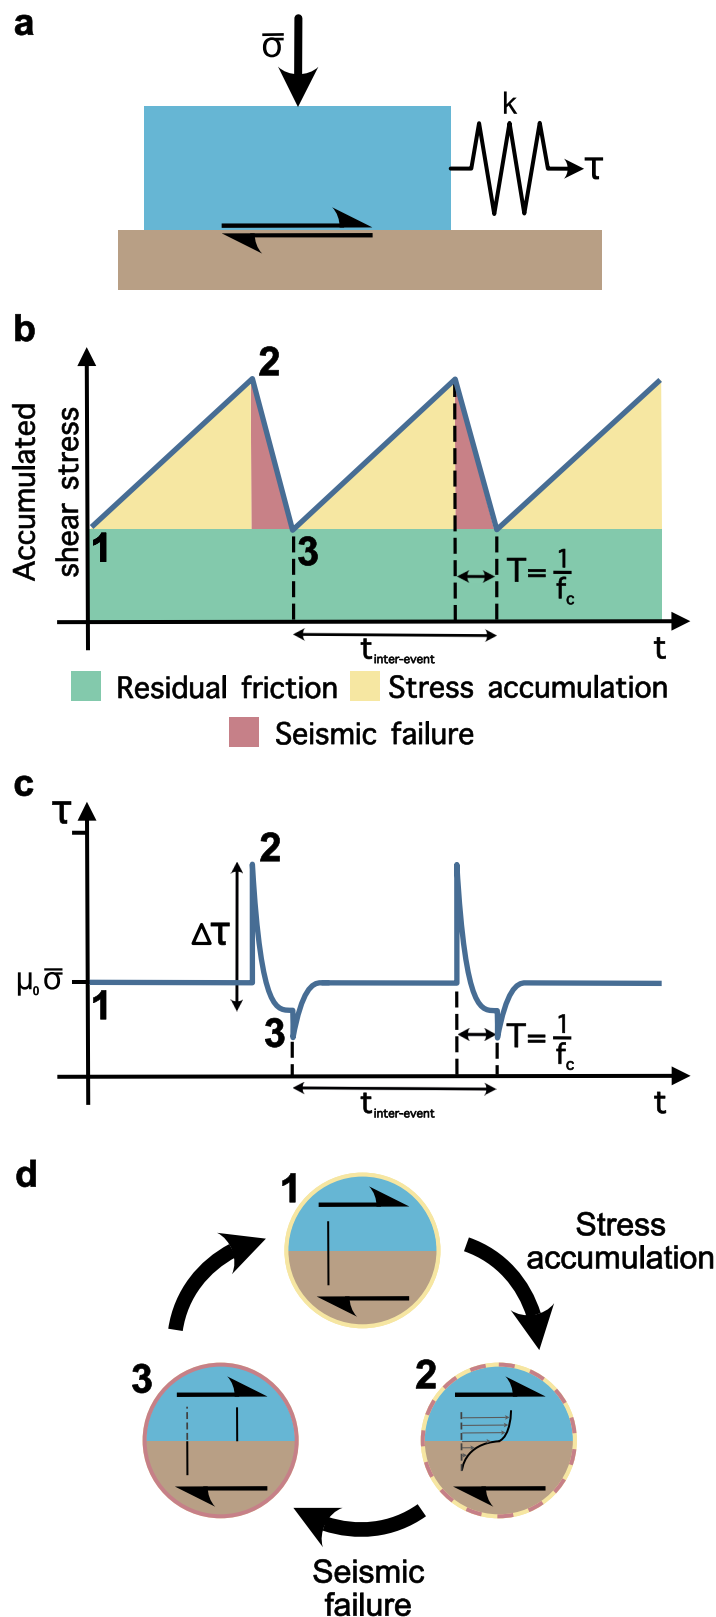 a
σ̅
k
τ
b
2
Accumulated
shear stress
1
3
T = 1/f_c
t_inter-event
t
Residual friction
Stress accumulation
Seismic failure
c
τ
2
Δτ
μ₀σ̅
1
3
T = 1/f_c
t_inter-event
t
d
1
Stress
accumulation
3
2
Seismic
failure